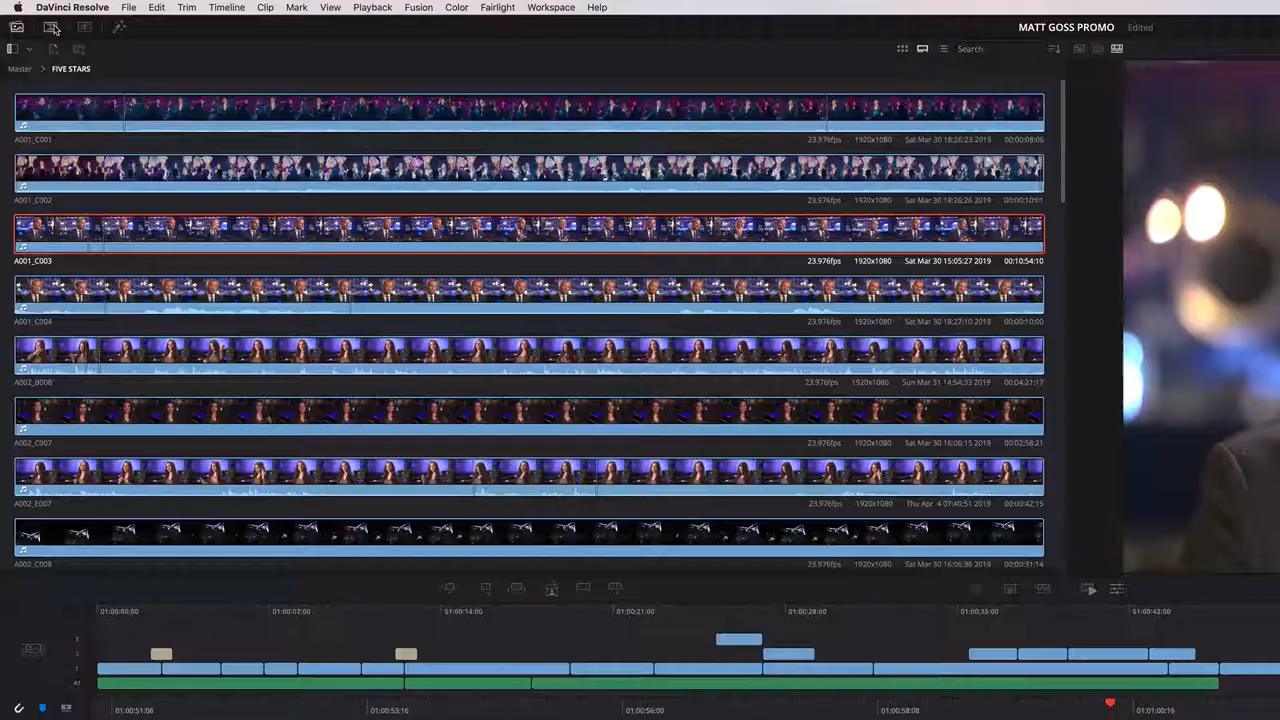 DaVinci Resolve File Edit Trim Timeline Clip Mark View Playback Fusion Color Fairlight Workspace Help
MATT GOSS PROMO Edited
Search
Master > FIVE STARS
A001_C001 23.976fps 1920x1080 Sat Mar 30 18:26:23 2019 00:00:08:06
A001_C002 23.976fps 1920x1080 Sat Mar 30 18:26:26 2019 00:00:10:01
A001_C003 23.976fps 1920x1080 Sat Mar 30 15:05:27 2019 00:10:54:10
A001_C004 23.976fps 1920x1080 Sat Mar 30 18:27:10 2019 00:00:10:00
A002_B008 23.976fps 1920x1080 Sun Mar 31 14:54:33 2019 00:04:21:17
A002_C007 23.976fps 1920x1080 Sat Mar 30 16:06:15 2019 00:02:58:21
A002_E007 23.976fps 1920x1080 Thu Apr 4 07:40:51 2019 00:00:42:15
A002_C008 23.976fps 1920x1080 Sat Mar 30 16:06:36 2019 00:00:31:14
01:00:00:00 01:00:07:00 01:00:14:00 01:00:21:00 01:00:28:00 01:00:35:00 01:00:42:00
3
2
1
A1
01:00:51:08 01:00:53:16 01:00:56:00 01:00:58:08 01:01:00:16